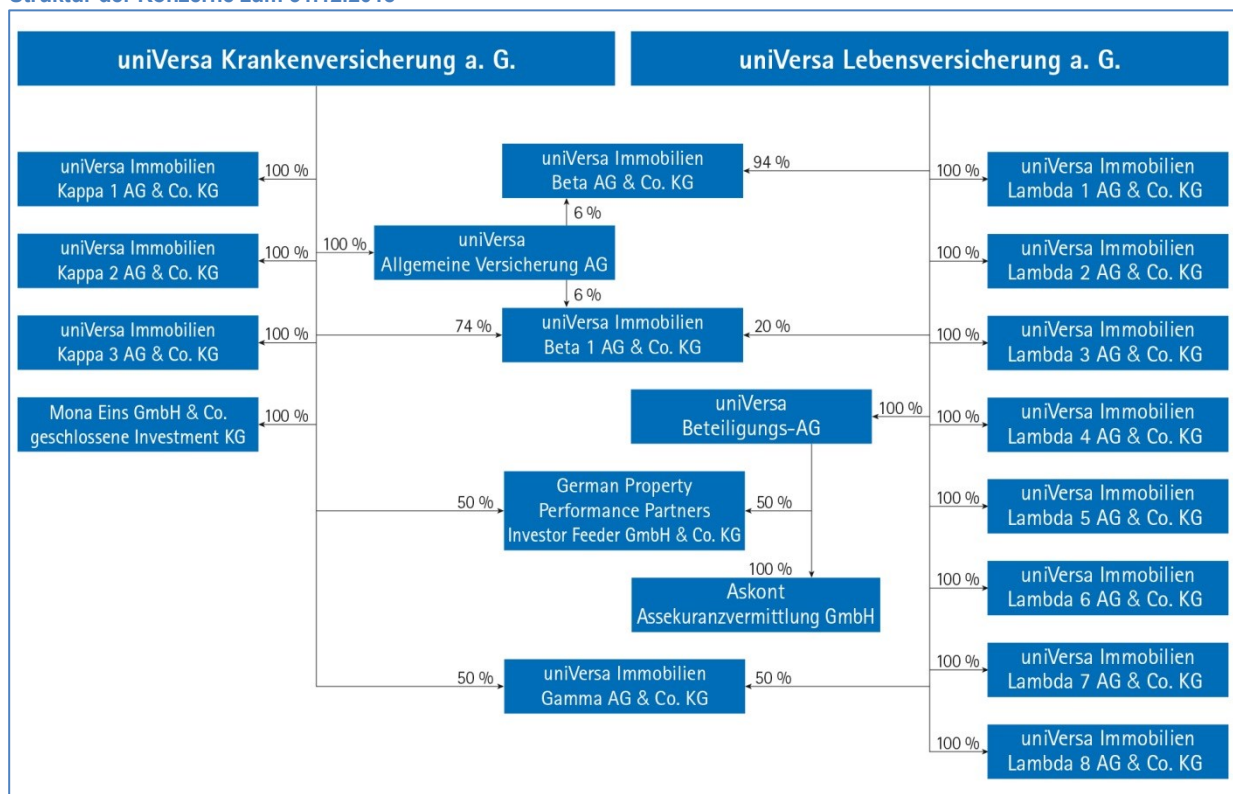 uniVersa Krankenversicherung a. G.
uniVersa Lebensversicherung a. G.
uniVersa Immobilien
Kappa 1 AG & Co. KG
100 %
uniVersa Immobilien
Beta AG & Co. KG
94 %
100 %
uniVersa Immobilien
Lambda 1 AG & Co. KG
6 %
uniVersa Immobilien
Kappa 2 AG & Co. KG
100 %
100 %
uniVersa
Allgemeine Versicherung AG
100 %
uniVersa Immobilien
Lambda 2 AG & Co. KG
6 %
uniVersa Immobilien
Kappa 3 AG & Co. KG
100 %
74 %
uniVersa Immobilien
Beta 1 AG & Co. KG
20 %
100 %
uniVersa Immobilien
Lambda 3 AG & Co. KG
Mona Eins GmbH & Co.
geschlossene Investment KG
100 %
uniVersa
Beteiligungs-AG
100 %
100 %
uniVersa Immobilien
Lambda 4 AG & Co. KG
50 %
German Property
Performance Partners
Investor Feeder GmbH & Co. KG
50 %
100 %
uniVersa Immobilien
Lambda 5 AG & Co. KG
100 %
Askont
Assekuranzvermittlung GmbH
100 %
uniVersa Immobilien
Lambda 6 AG & Co. KG
50 %
uniVersa Immobilien
Gamma AG & Co. KG
50 %
100 %
uniVersa Immobilien
Lambda 7 AG & Co. KG
100 %
uniVersa Immobilien
Lambda 8 AG & Co. KG